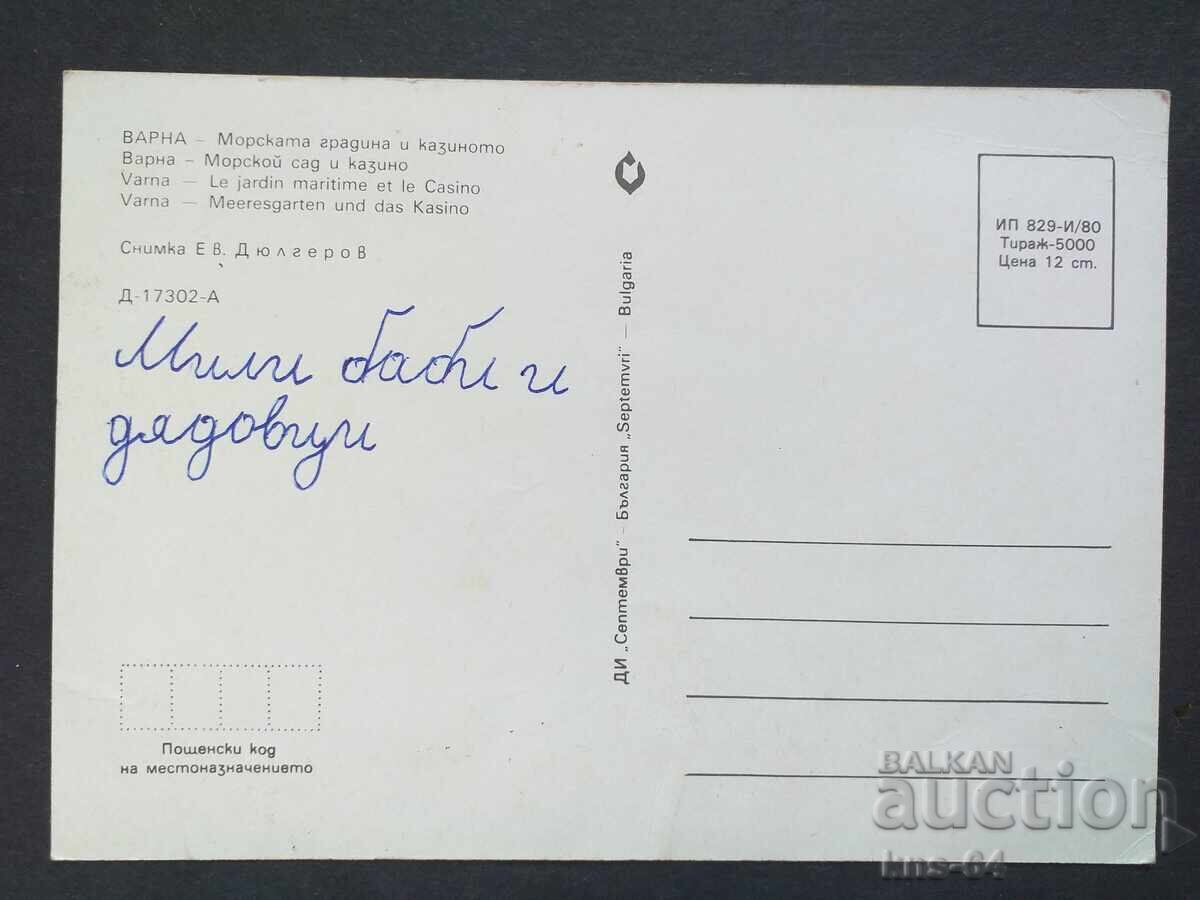 ВАРНА – Морската градина и казиното
Варна – Морской сад и казино
Varna — Le jardin maritime et le Casino
Varna — Meeresgarten und das Kasino
Снимка Ев. Дюлгеров
Д-17302-А
Мили баби и
дядовци
Пощенски код
на местоназначението
ДИ „Септември" – България „Septemvri" — Bulgaria
ИП 829-И/80
Тираж-5000
Цена 12 ст.
BALKAN
auction
kns-64